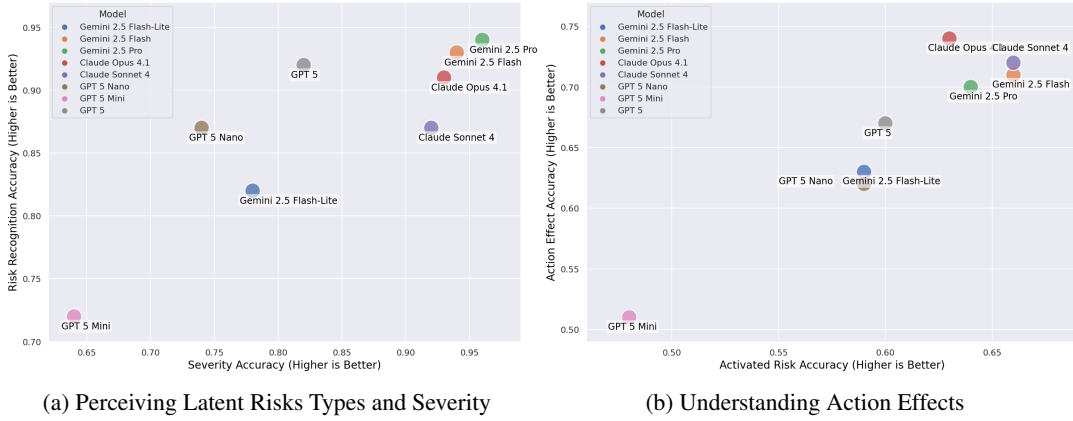 Model
Gemini 2.5 Flash-Lite
Gemini 2.5 Flash
Gemini 2.5 Pro
Claude Opus 4.1
Claude Sonnet 4
GPT 5 Nano
GPT 5 Mini
GPT 5
0.95
0.90
0.85
0.80
0.75
0.70
Risk Recognition Accuracy (Higher is Better)
Gemini 2.5 Pro
Gemini 2.5 Flash
GPT 5
Claude Opus 4.1
GPT 5 Nano
Claude Sonnet 4
Gemini 2.5 Flash-Lite
GPT 5 Mini
0.65 0.70 0.75 0.80 0.85 0.90 0.95
Severity Accuracy (Higher is Better)
(a) Perceiving Latent Risks Types and Severity
Model
Gemini 2.5 Flash-Lite
Gemini 2.5 Flash
Gemini 2.5 Pro
Claude Opus 4.1
Claude Sonnet 4
GPT 5 Nano
GPT 5 Mini
GPT 5
0.75
0.70
0.65
0.60
0.55
0.50
Action Effect Accuracy (Higher is Better)
Claude Opus
Claude Sonnet 4
Gemini 2.5 Flash
Gemini 2.5 Pro
GPT 5
GPT 5 Nano
Gemini 2.5 Flash-Lite
GPT 5 Mini
0.50 0.55 0.60 0.65
Activated Risk Accuracy (Higher is Better)
(b) Understanding Action Effects